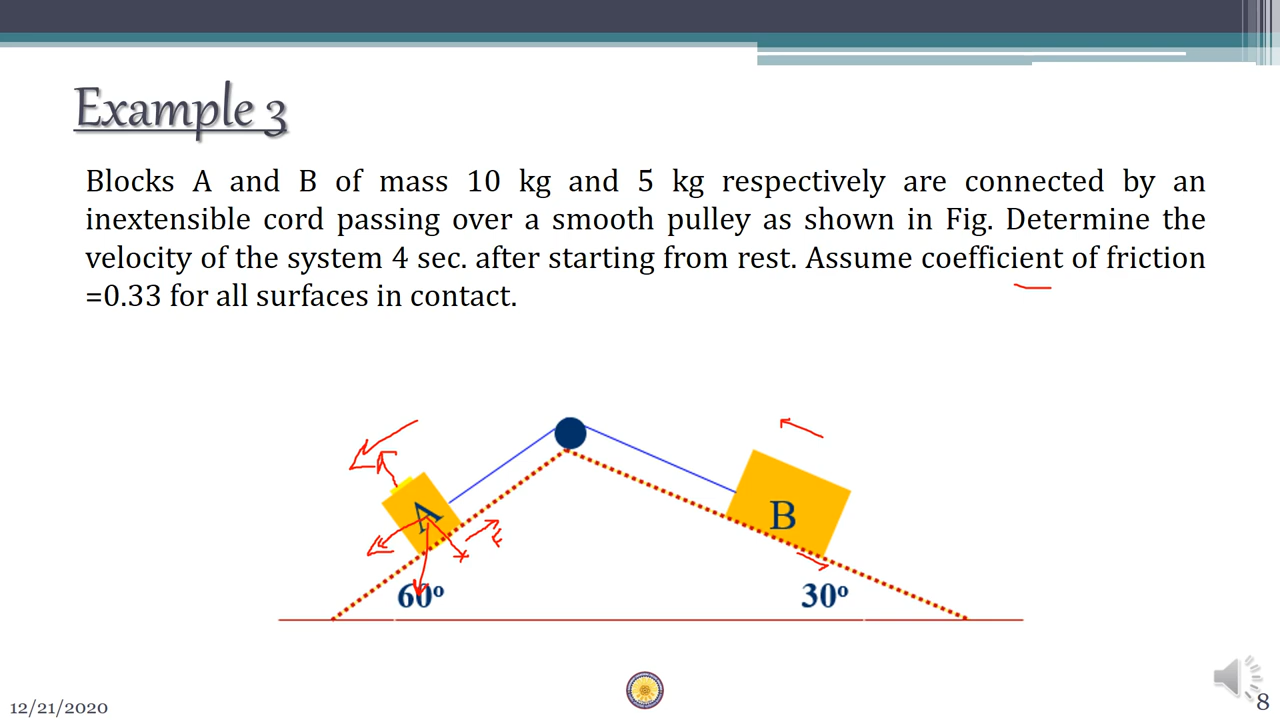 Example 3
Blocks A and B of mass 10 kg and 5 kg respectively are connected by an
inextensible cord passing over a smooth pulley as shown in Fig. Determine the
velocity of the system 4 sec. after starting from rest. Assume coefficient of friction
=0.33 for all surfaces in contact.
A
B
60º
30º
12/21/2020
8